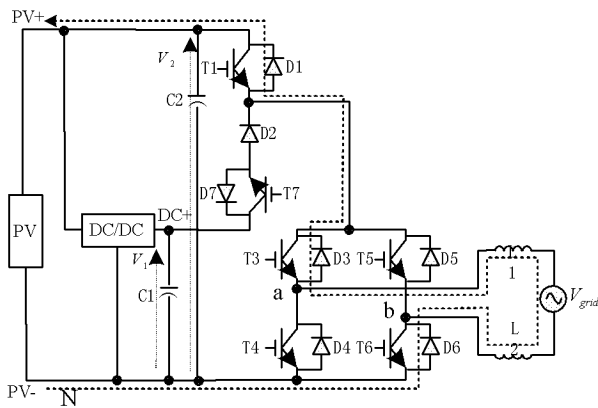 PV+
V2
T1
D1
C2
D2
D7
T7
PV
DC/DC
DC+
V1
C1
T3
D3
T5
D5
a
1
Vgrid
b
L
T4
D4
T6
D6
2
PV-
N